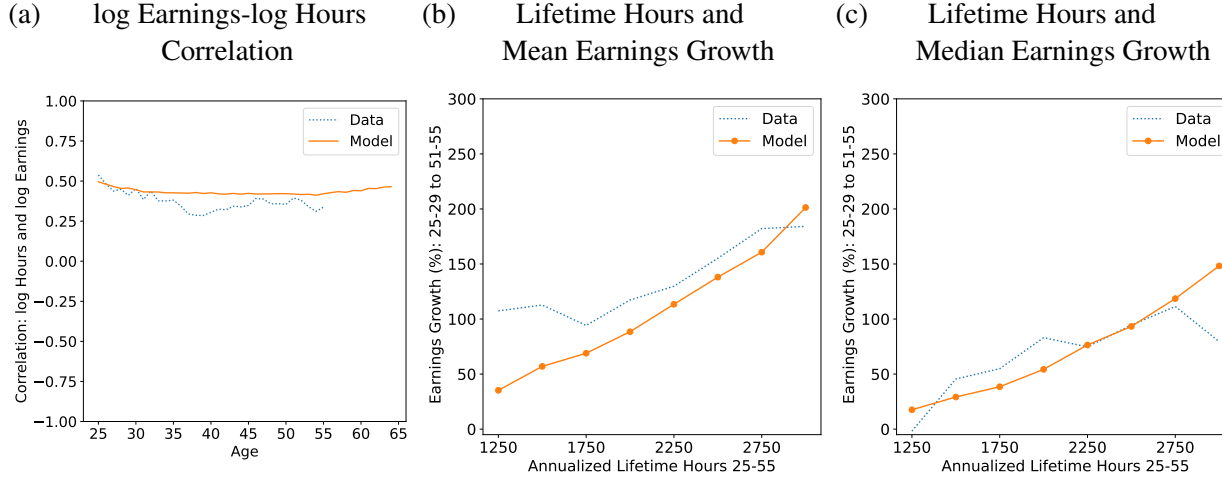 (a) log Earnings-log Hours
Correlation
1.00
0.75
0.50
0.25
0.00
−0.25
−0.50
−0.75
−1.00
Correlation: log Hours and log Earnings
Data
Model
25 30 35 40 45 50 55 60 65
Age
(b) Lifetime Hours and
Mean Earnings Growth
300
250
200
150
100
50
0
Earnings Growth (%): 25-29 to 51-55
Data
Model
1250 1750 2250 2750
Annualized Lifetime Hours 25-55
(c) Lifetime Hours and
Median Earnings Growth
300
250
200
150
100
50
0
Earnings Growth (%): 25-29 to 51-55
Data
Model
1250 1750 2250 2750
Annualized Lifetime Hours 25-55